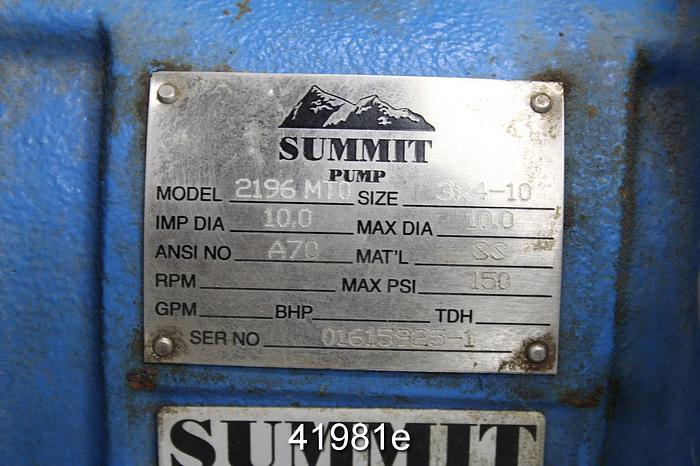 SUMMIT
PUMP
MODEL 2196 MTO SIZE 3x4-10
IMP DIA 10.0 MAX DIA 10.0
ANSI NO A70 MAT'L SS
RPM MAX PSI 150
GPM BHP TDH
SER NO 01615925-1
SUMMIT
41981e